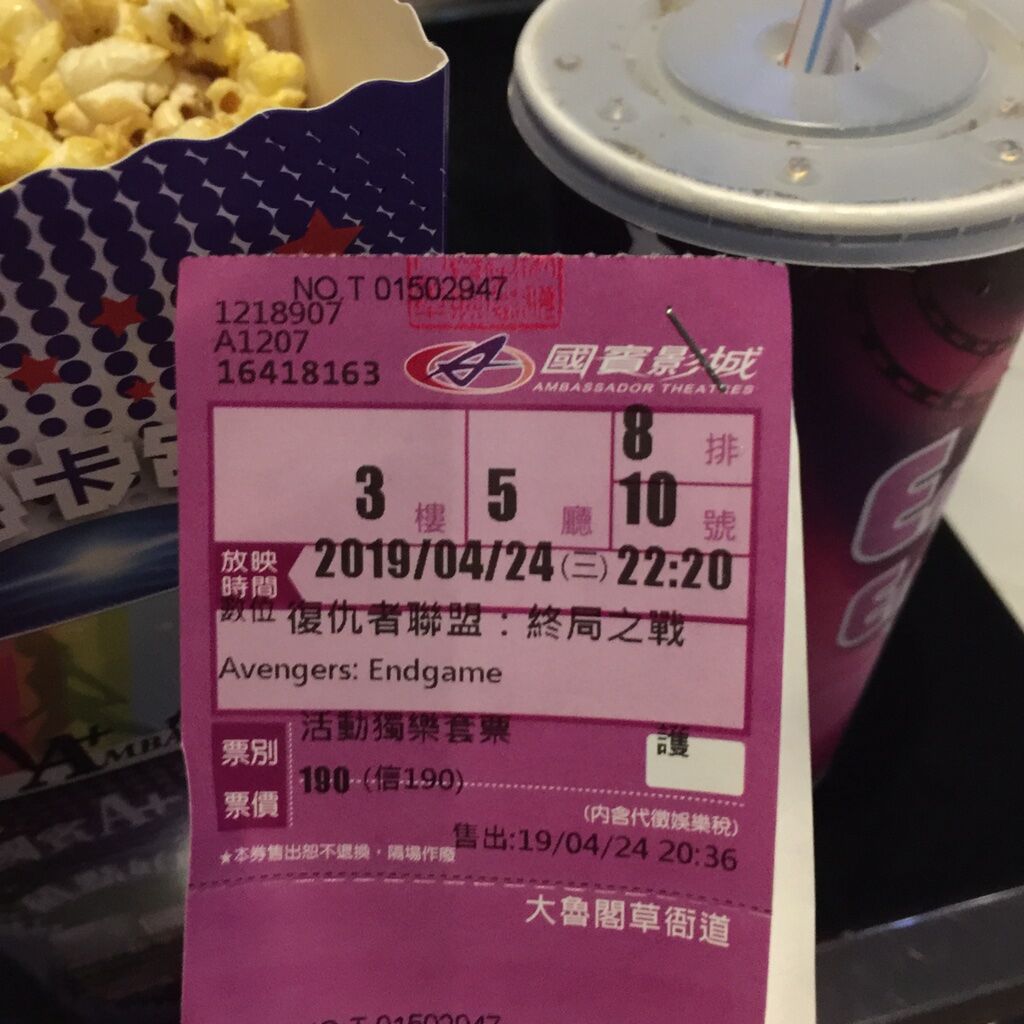 NO.T 01502947
1218907
A1207
16418163
國賓影城
AMBASSADOR THEATRES
3 樓 5 廳 8 排
10 號
放映時間 2019/04/24 (三) 22:20
數位 復仇者聯盟：終局之戰
Avengers: Endgame
票別 活動獨樂套票 護
票價 190 (信190)
(內含代徵娛樂稅)
售出:19/04/24 20:36
★本券售出恕不退換，隔場作廢
大魯閣草衙道
NO.T 01502947
卡
A+
E